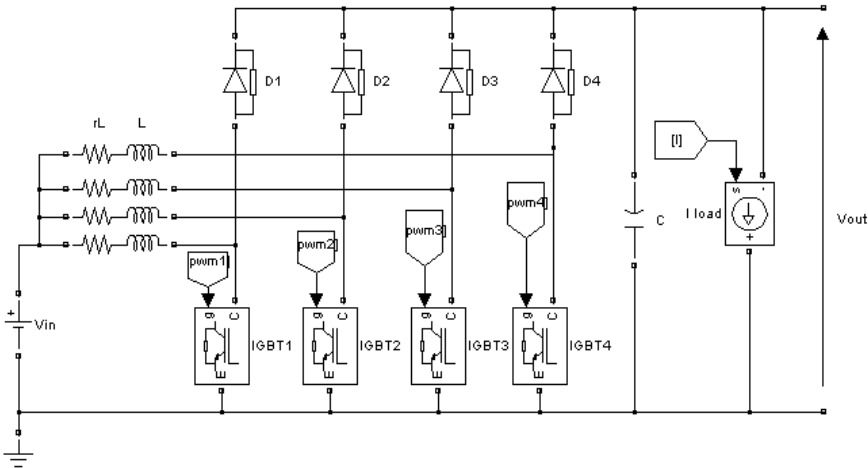 D1
D2
D3
D4
rL
L
[I]
s
-
pwm1]
pwm2]
pwm3]
pwm4]
C
I load
+
Vout
+
Vin
g
C
E
IGBT1
g
C
E
IGBT2
g
C
E
IGBT3
g
C
E
IGBT4